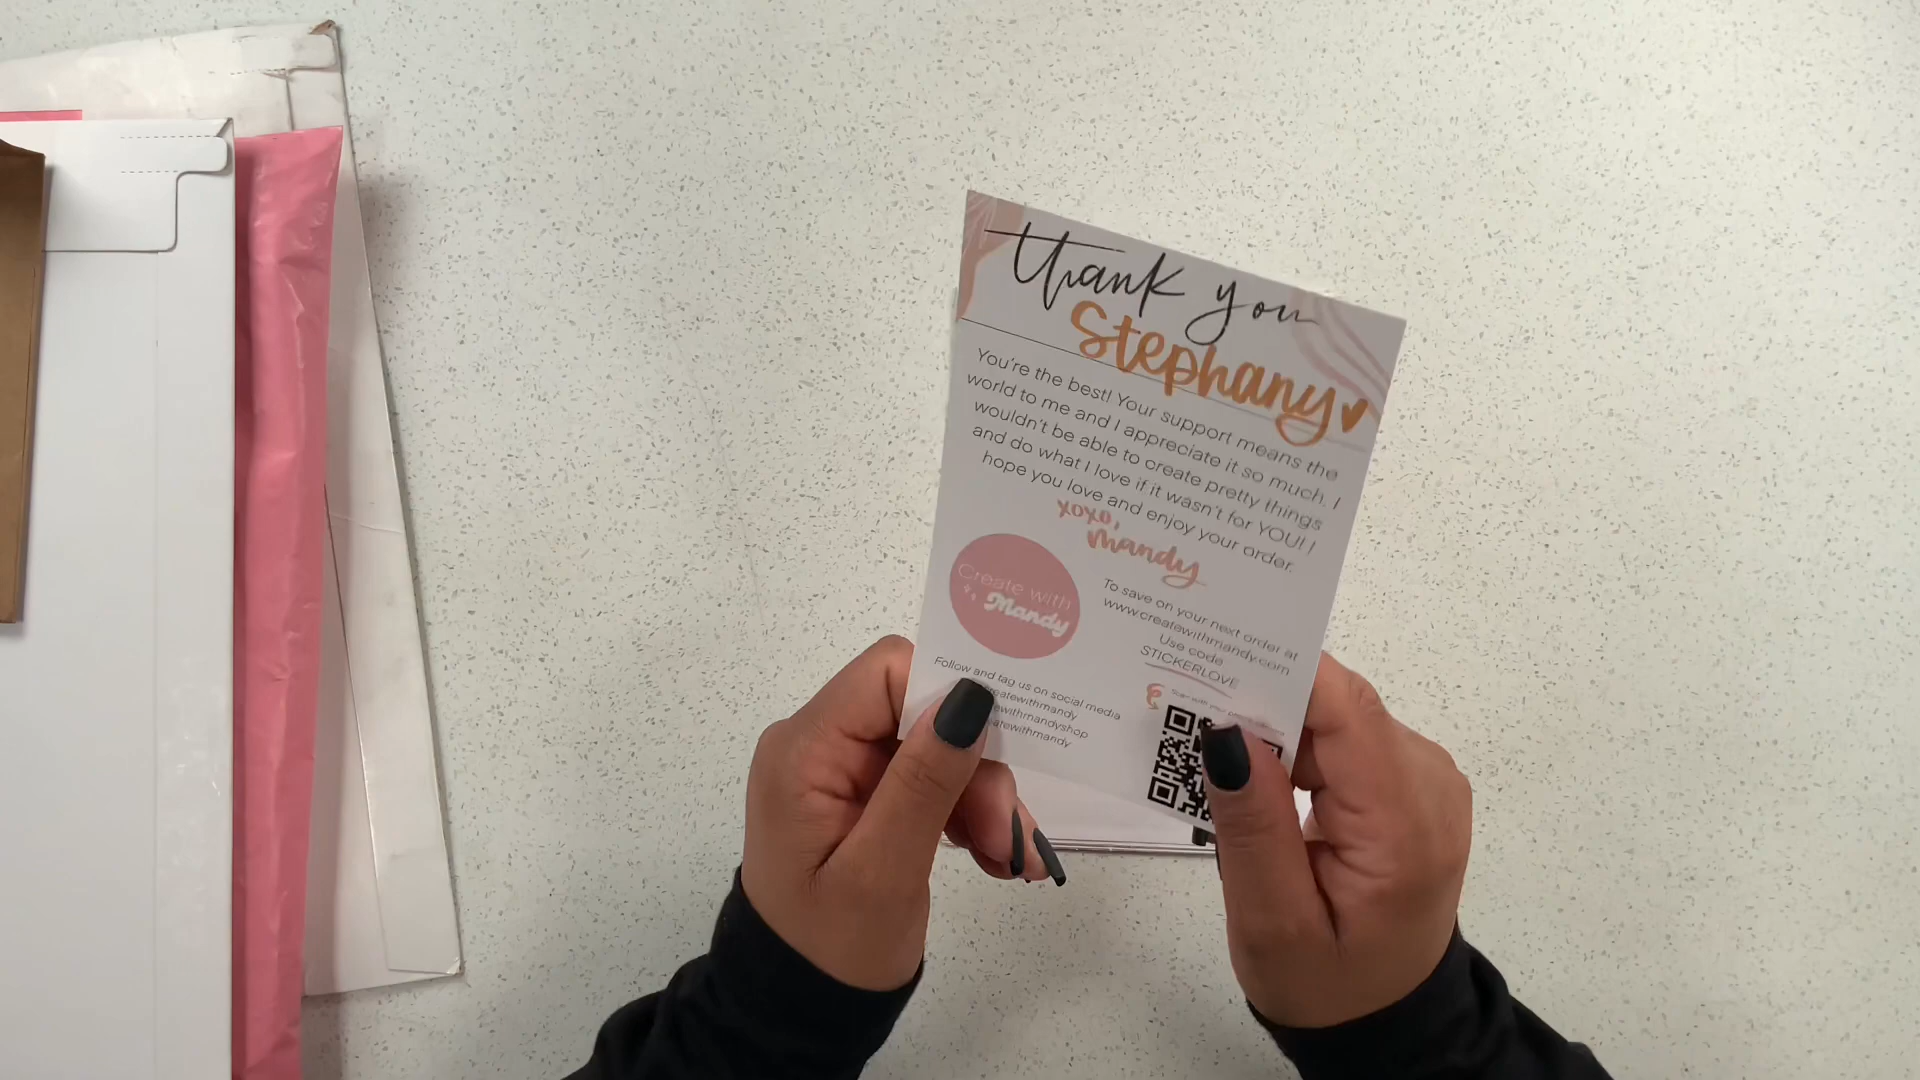 thank you
Stephany
You're the best! Your support means the
world to me and I appreciate it so much. I
wouldn't be able to create pretty things
and do what I love if it wasn't for YOU! I
hope you love and enjoy your order.
xoxo,
mandy
Create with
Mandy
To save on your next order at
www.createwithmandy.com
Use code
STICKERLOVE
Follow and tag us on social media
Scan with your